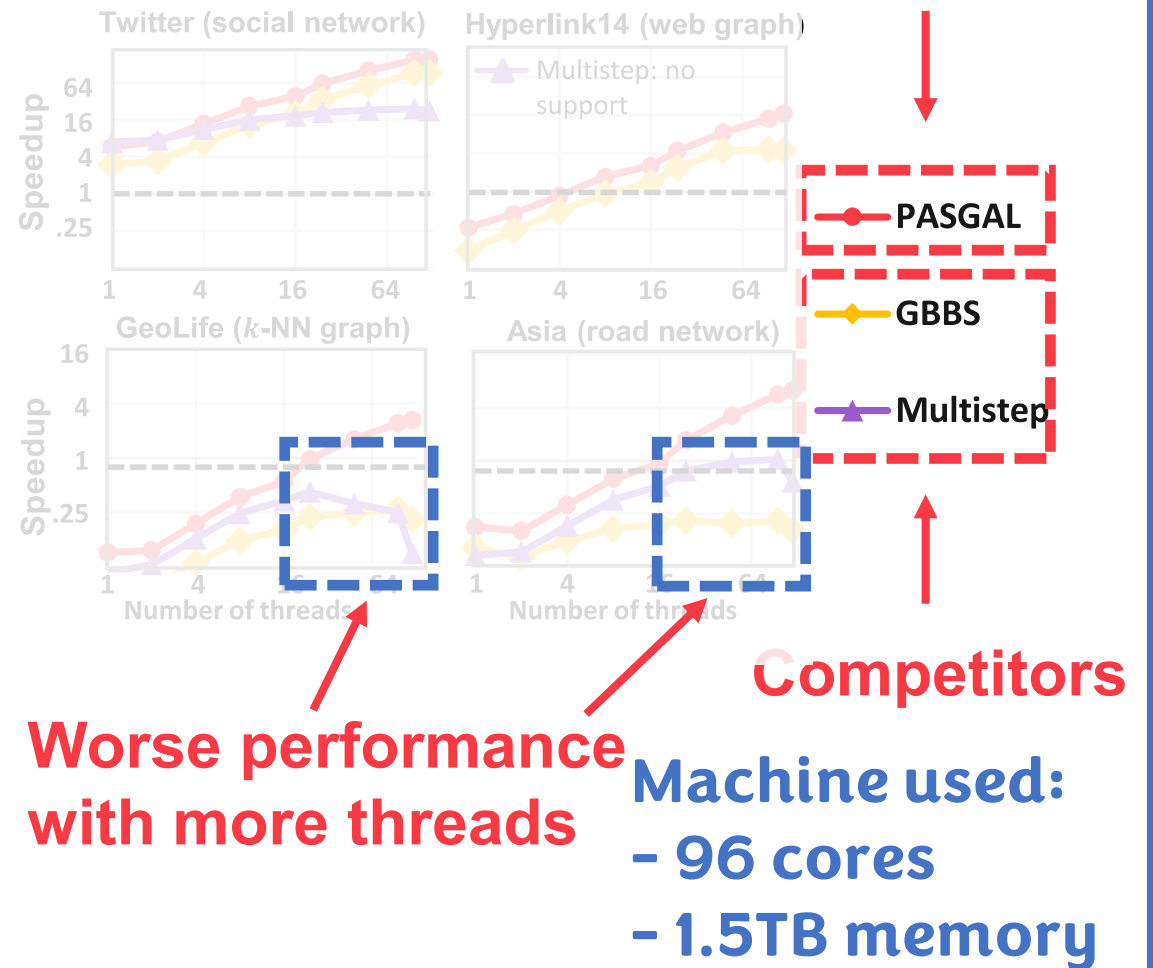 Twitter (social network)
Hyperlink14 (web graph)
Speedup
64
16
4
1
.25
Multistep: no
support
1 4 16 64
1 4 16 64
PASGAL
GBBS
Multistep
GeoLife (k-NN graph)
Asia (road network)
Speedup
16
4
1
.25
1 4 16 64
1 4 16 64
Number of threads
Number of threads
Competitors
Worse performance
with more threads
Machine used:
- 96 cores
- 1.5TB memory